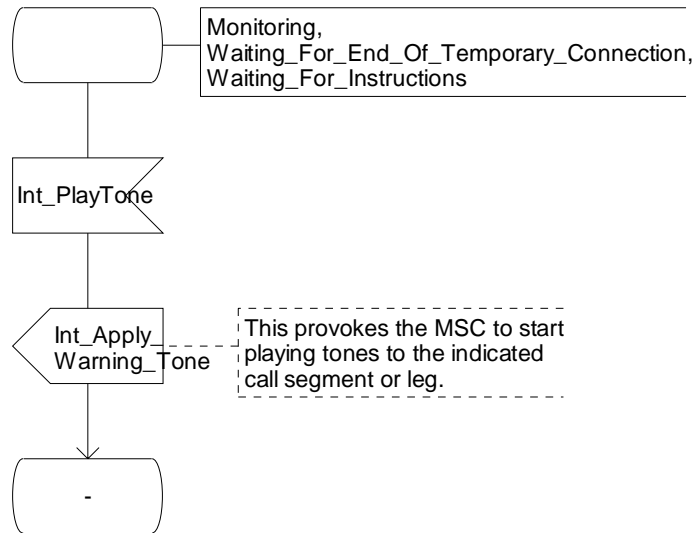 Monitoring,
Waiting_For_End_Of_Temporary_Connection,
Waiting_For_Instructions
Int_PlayTone
Int_Apply_
Warning_Tone
This provokes the MSC to start
playing tones to the indicated
call segment or leg.
-